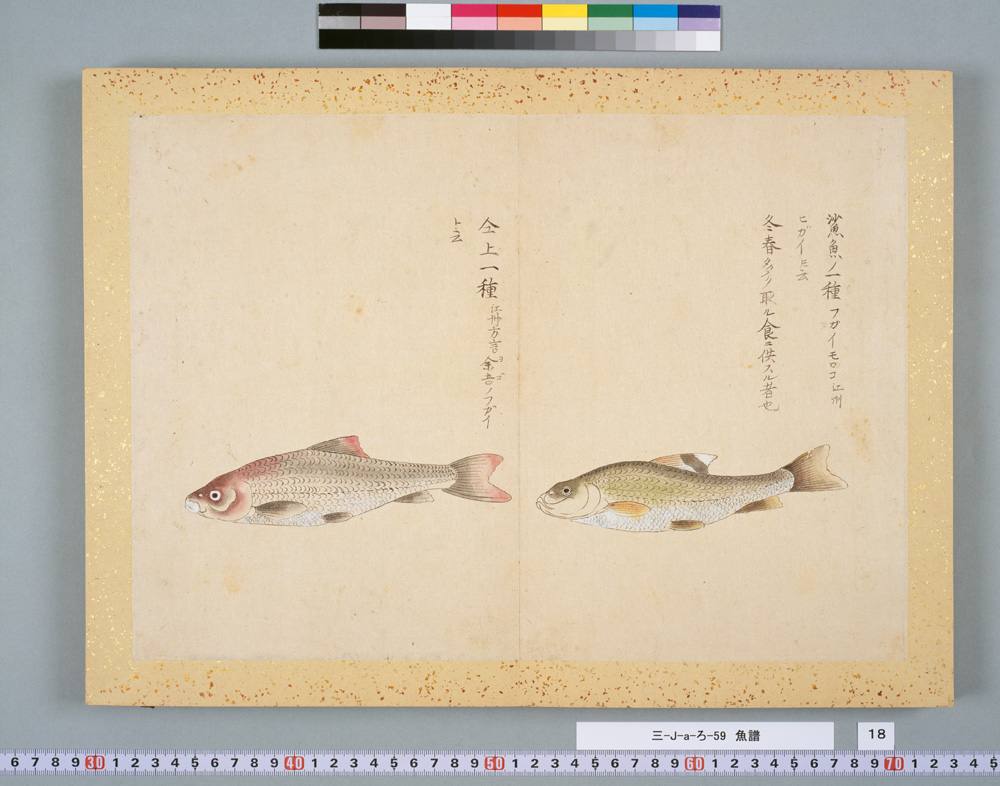 鯊魚ノ一種 フガイモロコ 江州
ヒガイトモ云
冬春多ク取ル食ニ供スル者也
仝上一種 江州方言余吾ノフガイ
ヨゴ
ト云
三-J-a-ろ-59 魚譜
18
6 7 8 9 30 1 2 3 4 5 6 7 8 9 40 1 2 3 4 5 6 7 8 9 50 1 2 3 4 5 6 7 8 9 60 1 2 3 4 5 6 7 8 9 70 1 2 3 4 5